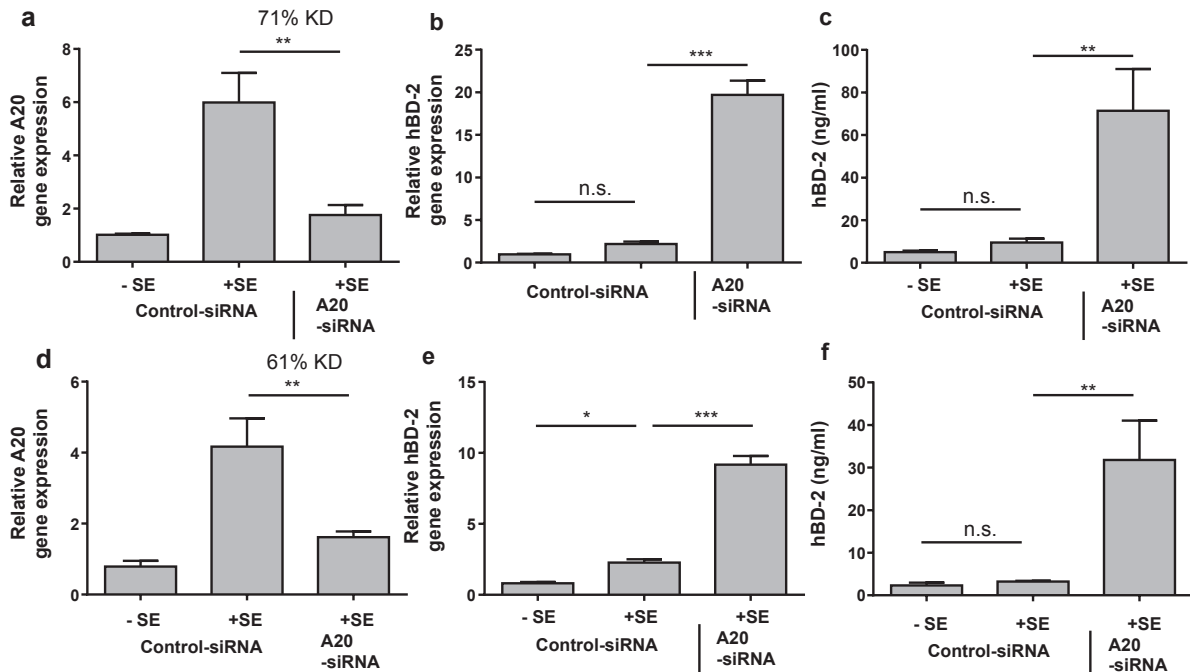 a
71% KD
**
Relative A20
gene expression
8
6
4
2
0
- SE
+SE
+SE
Control-siRNA
A20
-siRNA
b
***
n.s.
Relative hBD-2
gene expression
25
20
15
10
5
0
Control-siRNA
A20
-siRNA
c
**
n.s.
hBD-2 (ng/ml)
100
80
60
40
20
0
- SE
+SE
+SE
Control-siRNA
A20
-siRNA
d
61% KD
**
Relative A20
gene expression
6
4
2
0
- SE
+SE
+SE
Control-siRNA
A20
-siRNA
e
*
***
Relative hBD-2
gene expression
15
10
5
0
- SE
+SE
+SE
Control-siRNA
A20
-siRNA
f
**
n.s.
hBD-2 (ng/ml)
50
40
30
20
10
0
- SE
+SE
+SE
Control-siRNA
A20
-siRNA